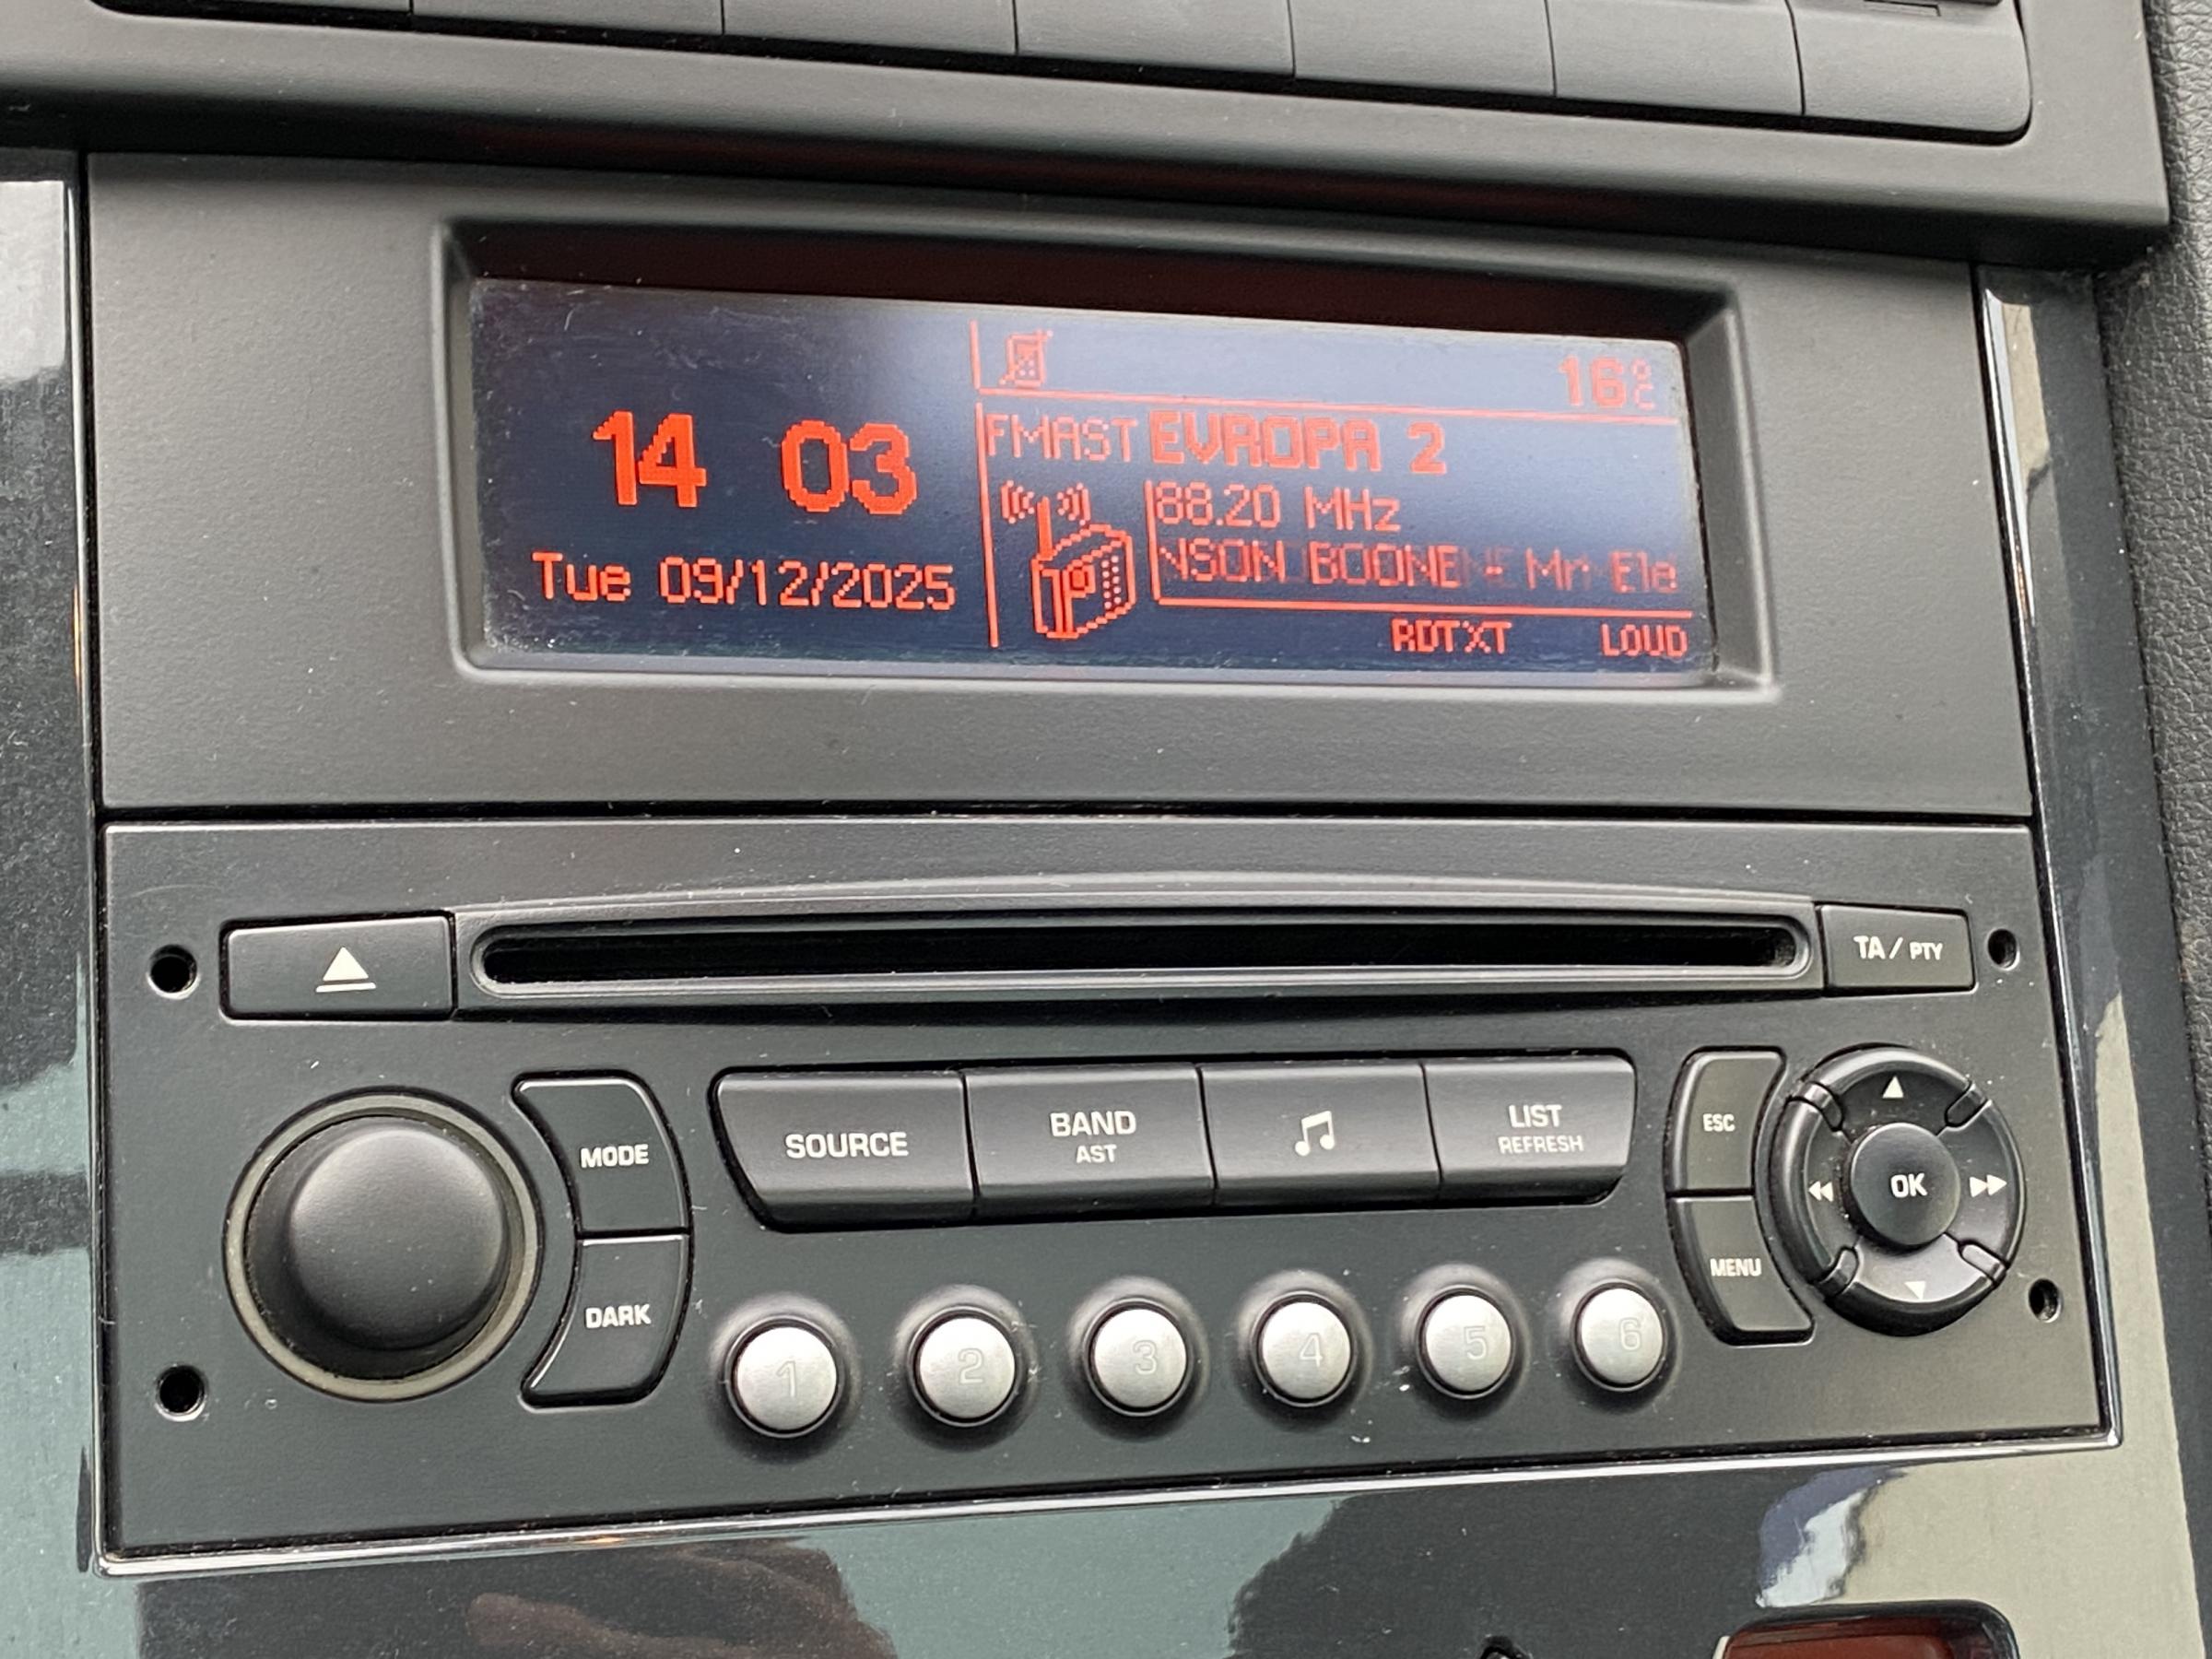 16°C
14 03
FMAST EVROPA 2
88.20 MHz
NSON BOONE - Mr Ele
Tue 09/12/2025
RDTXT LOUD
TA / PTY
MODE
SOURCE
BAND
AST
LIST
REFRESH
ESC
OK
MENU
DARK
1 2 3 4 5 6